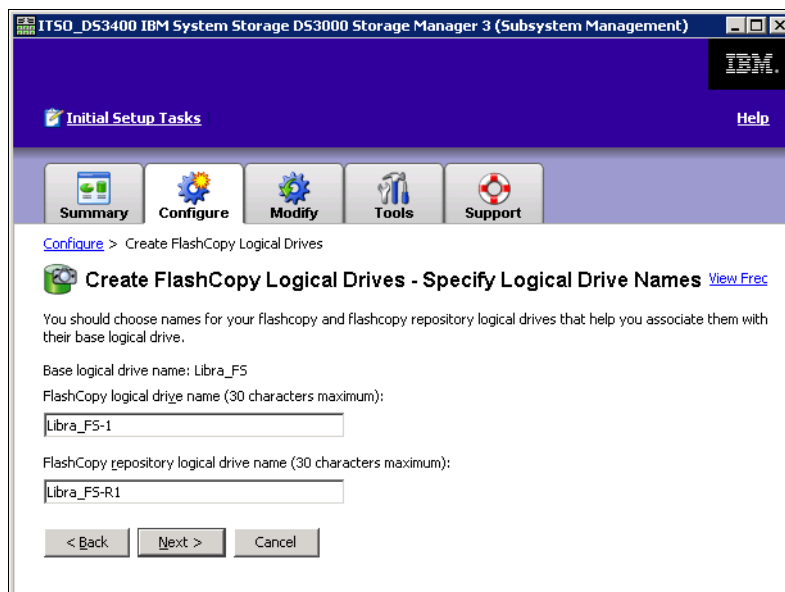 ITSO_DS3400 IBM System Storage DS3000 Storage Manager 3 (Subsystem Management)
IBM.
Initial Setup Tasks
Help
Summary
Configure
Modify
Tools
Support
Configure > Create FlashCopy Logical Drives
Create FlashCopy Logical Drives - Specify Logical Drive Names View Freq
You should choose names for your flashcopy and flashcopy repository logical drives that help you associate them with
their base logical drive.
Base logical drive name: Libra_FS
FlashCopy logical drive name (30 characters maximum):
Libra_FS-1
FlashCopy repository logical drive name (30 characters maximum):
Libra_FS-R1
< Back
Next >
Cancel